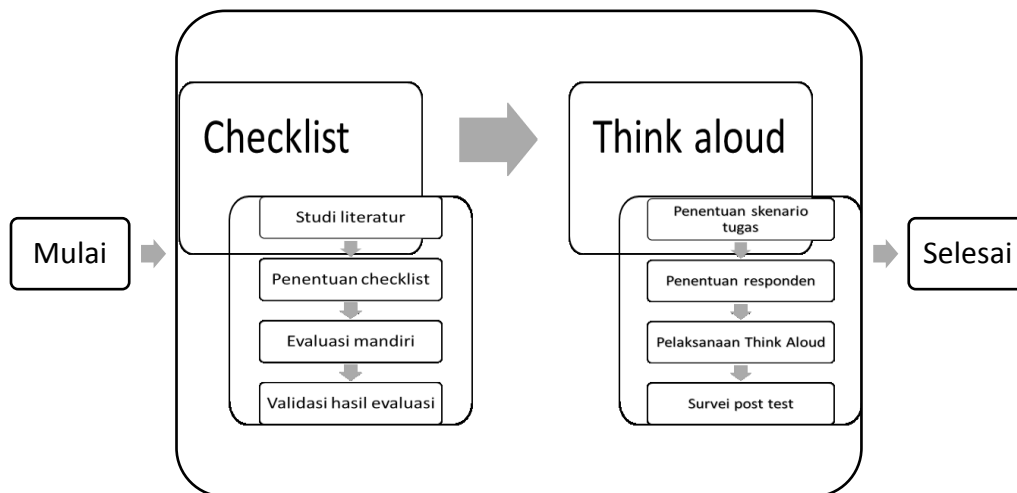 Mulai
Checklist
Studi literatur
Penentuan checklist
Evaluasi mandiri
Validasi hasil evaluasi
Think aloud
Penentuan skenario
tugas
Penentuan responden
Pelaksanaan Think Aloud
Survei post test
Selesai